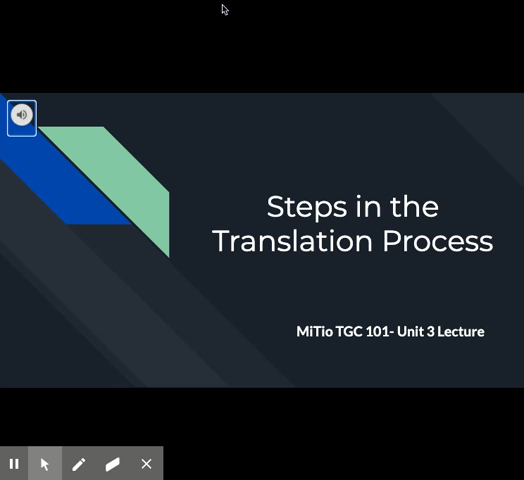 Steps in the
Translation Process
MiTio TGC 101- Unit 3 Lecture